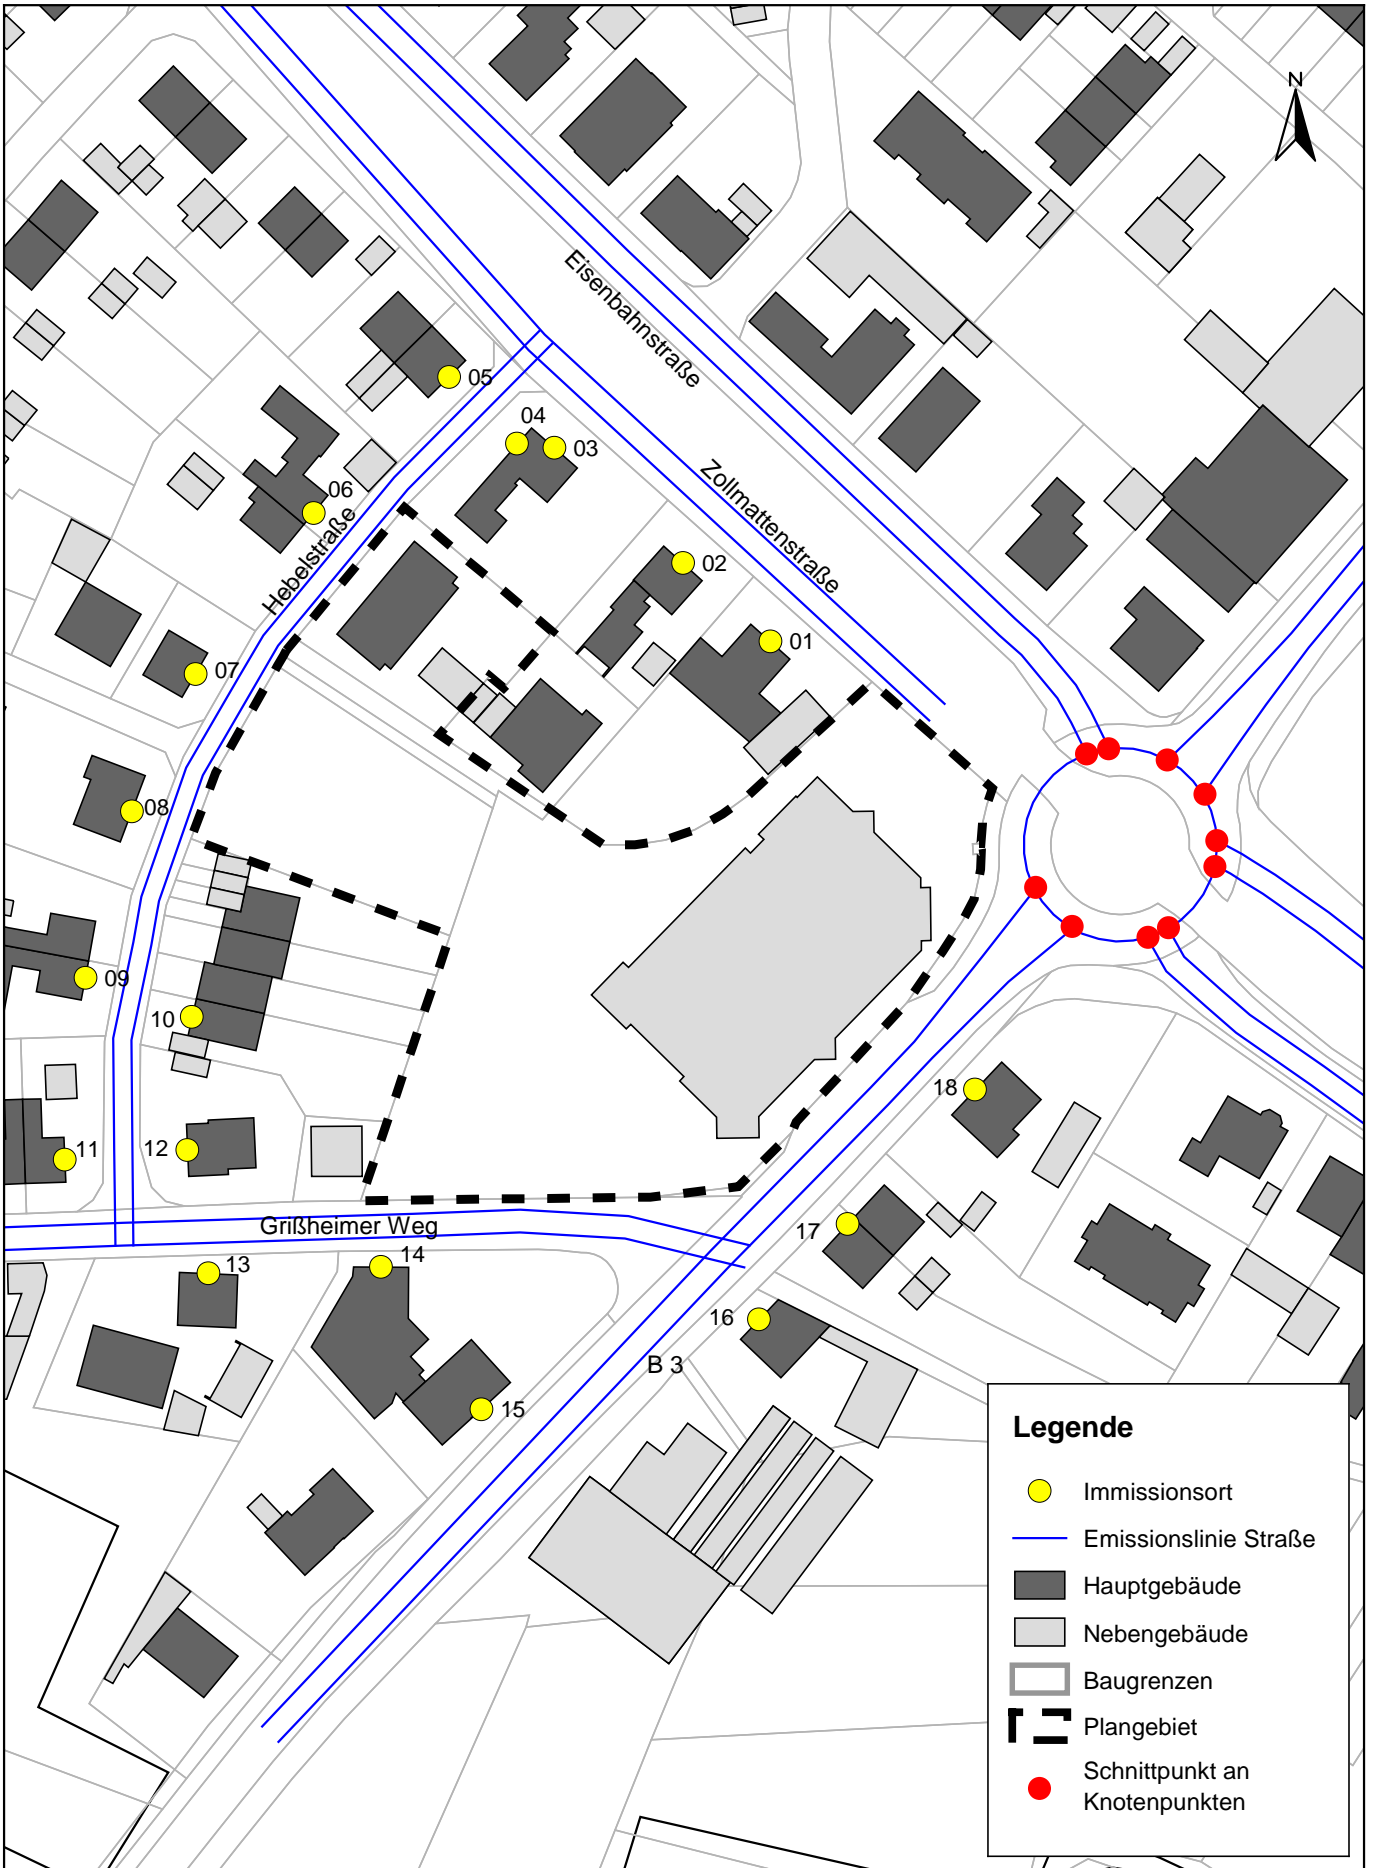 N
Eisenbahnstraße
05
04
03
Zollmattenstraße
06
Hebelstraße
02
01
07
08
09
10
18
12
11
Grißheimer Weg
17
14
13
16
B 3
15
Legende
Immissionsort
Emissionslinie Straße
Hauptgebäude
Nebengebäude
Baugrenzen
Plangebiet
Schnittpunkt an
Knotenpunkten